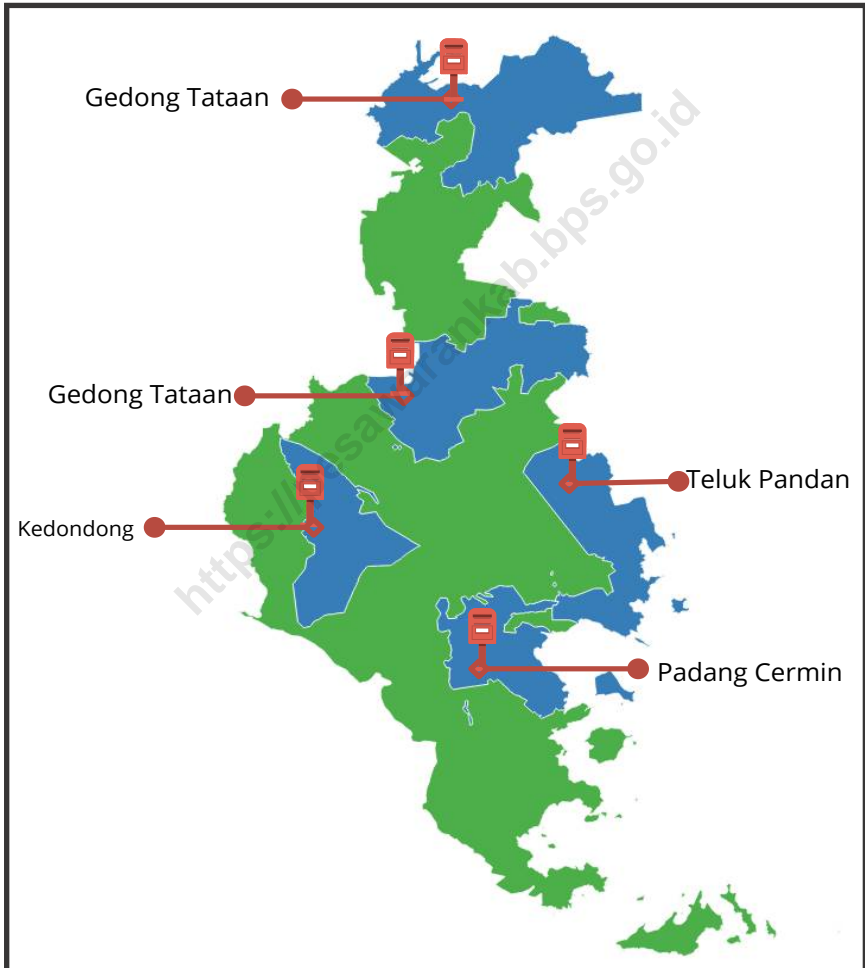 Gedong Tataan
Gedong Tataan
Teluk Pandan
Kedondong
Padang Cermin
https://pesawarankab.bps.go.id